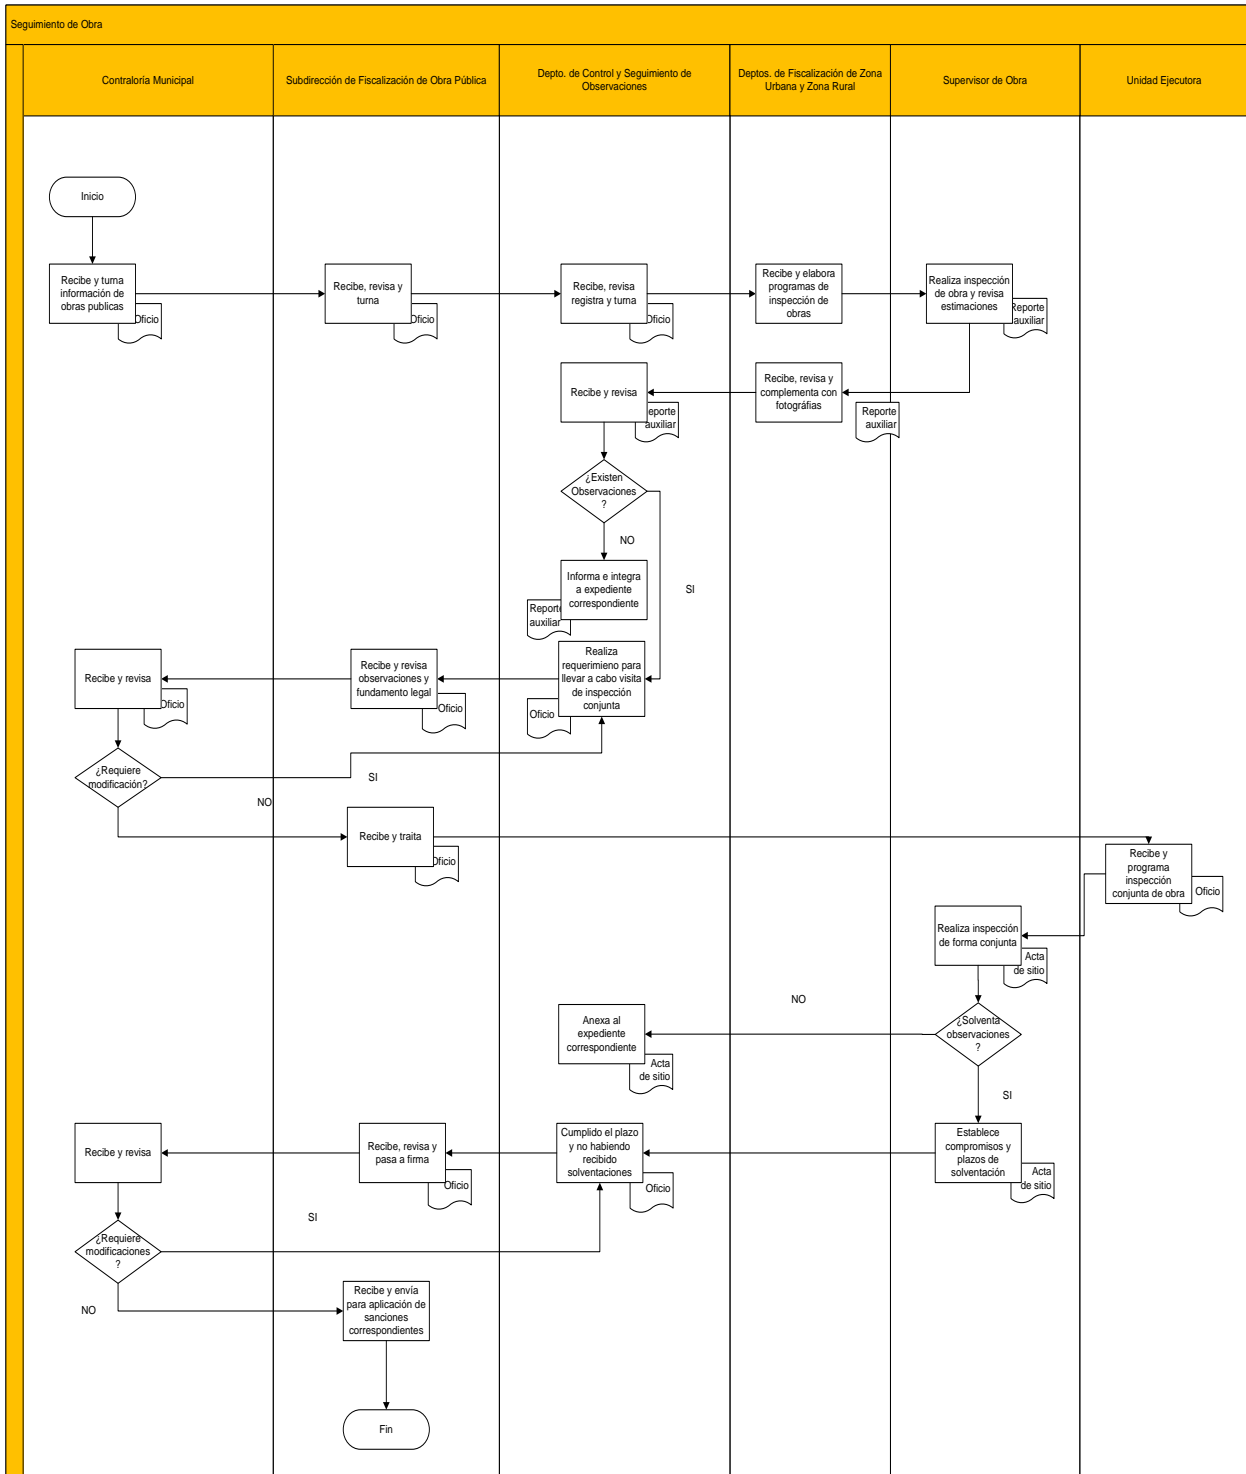 Seguimiento de Obra
Contraloría Municipal
Subdirección de Fiscalización de Obra Pública
Depto. de Control y Seguimiento de
Observaciones
Deptos. de Fiscalización de Zona
Urbana y Zona Rural
Supervisor de Obra
Unidad Ejecutora
Inicio
Recibe y turna
información de
obras publicas
Oficio
Recibe, revisa y
turna
Oficio
Recibe, revisa
registra y turna
Oficio
Recibe y elabora
programas de
inspección de
obras
Realiza inspección
de obra y revisa
estimaciones
Reporte
auxiliar
Recibe y revisa
Reporte
auxiliar
Recibe, revisa y
complementa con
fotográfias
Reporte
auxiliar
¿Existen
Observaciones
?
NO
SI
Informa e integra
a expediente
correspondiente
Reporte
auxiliar
Recibe y revisa
Oficio
Recibe y revisa
observaciones y
fundamento legal
Oficio
Realiza
requerimieno para
llevar a cabo visita
de inspección
conjunta
Oficio
¿Requiere
modificación?
SI
NO
Recibe y traita
Oficio
Recibe y
programa
inspección
conjunta de obra
Oficio
Realiza inspección
de forma conjunta
Acta
de sitio
NO
Anexa al
expediente
correspondiente
Acta
de sitio
¿Solventa
observaciones
?
SI
Recibe y revisa
Recibe, revisa y
pasa a firma
Oficio
Cumplido el plazo
y no habiendo
recibido
solventaciones
Oficio
Establece
compromisos y
plazos de
solventación
Acta
de sitio
SI
¿Requiere
modificaciones
?
NO
Recibe y envía
para aplicación de
sanciones
correspondientes
Fin